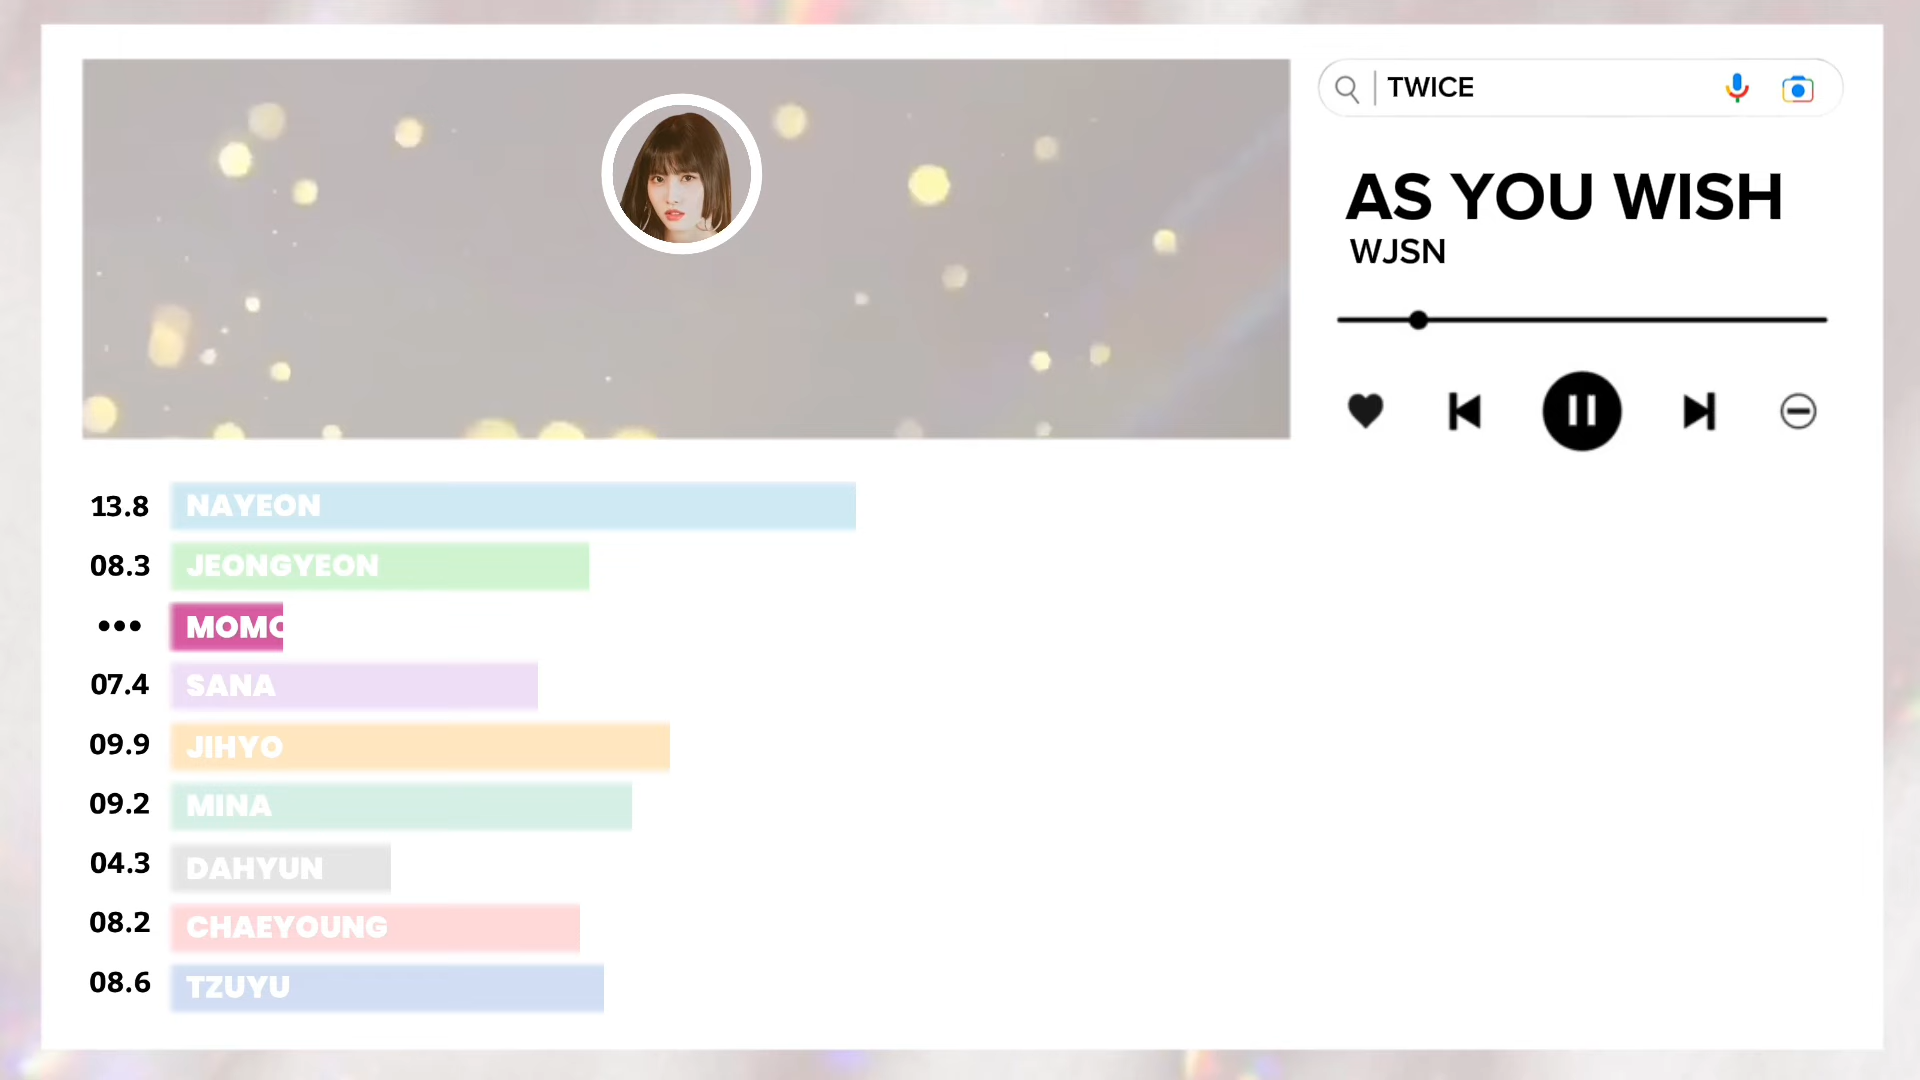 TWICE
AS YOU WISH
WJSN
13.8 NAYEON
08.3 JEONGYEON
••• MOMO
07.4 SANA
09.9 JIHYO
09.2 MINA
04.3 DAHYUN
08.2 CHAEYOUNG
08.6 TZUYU